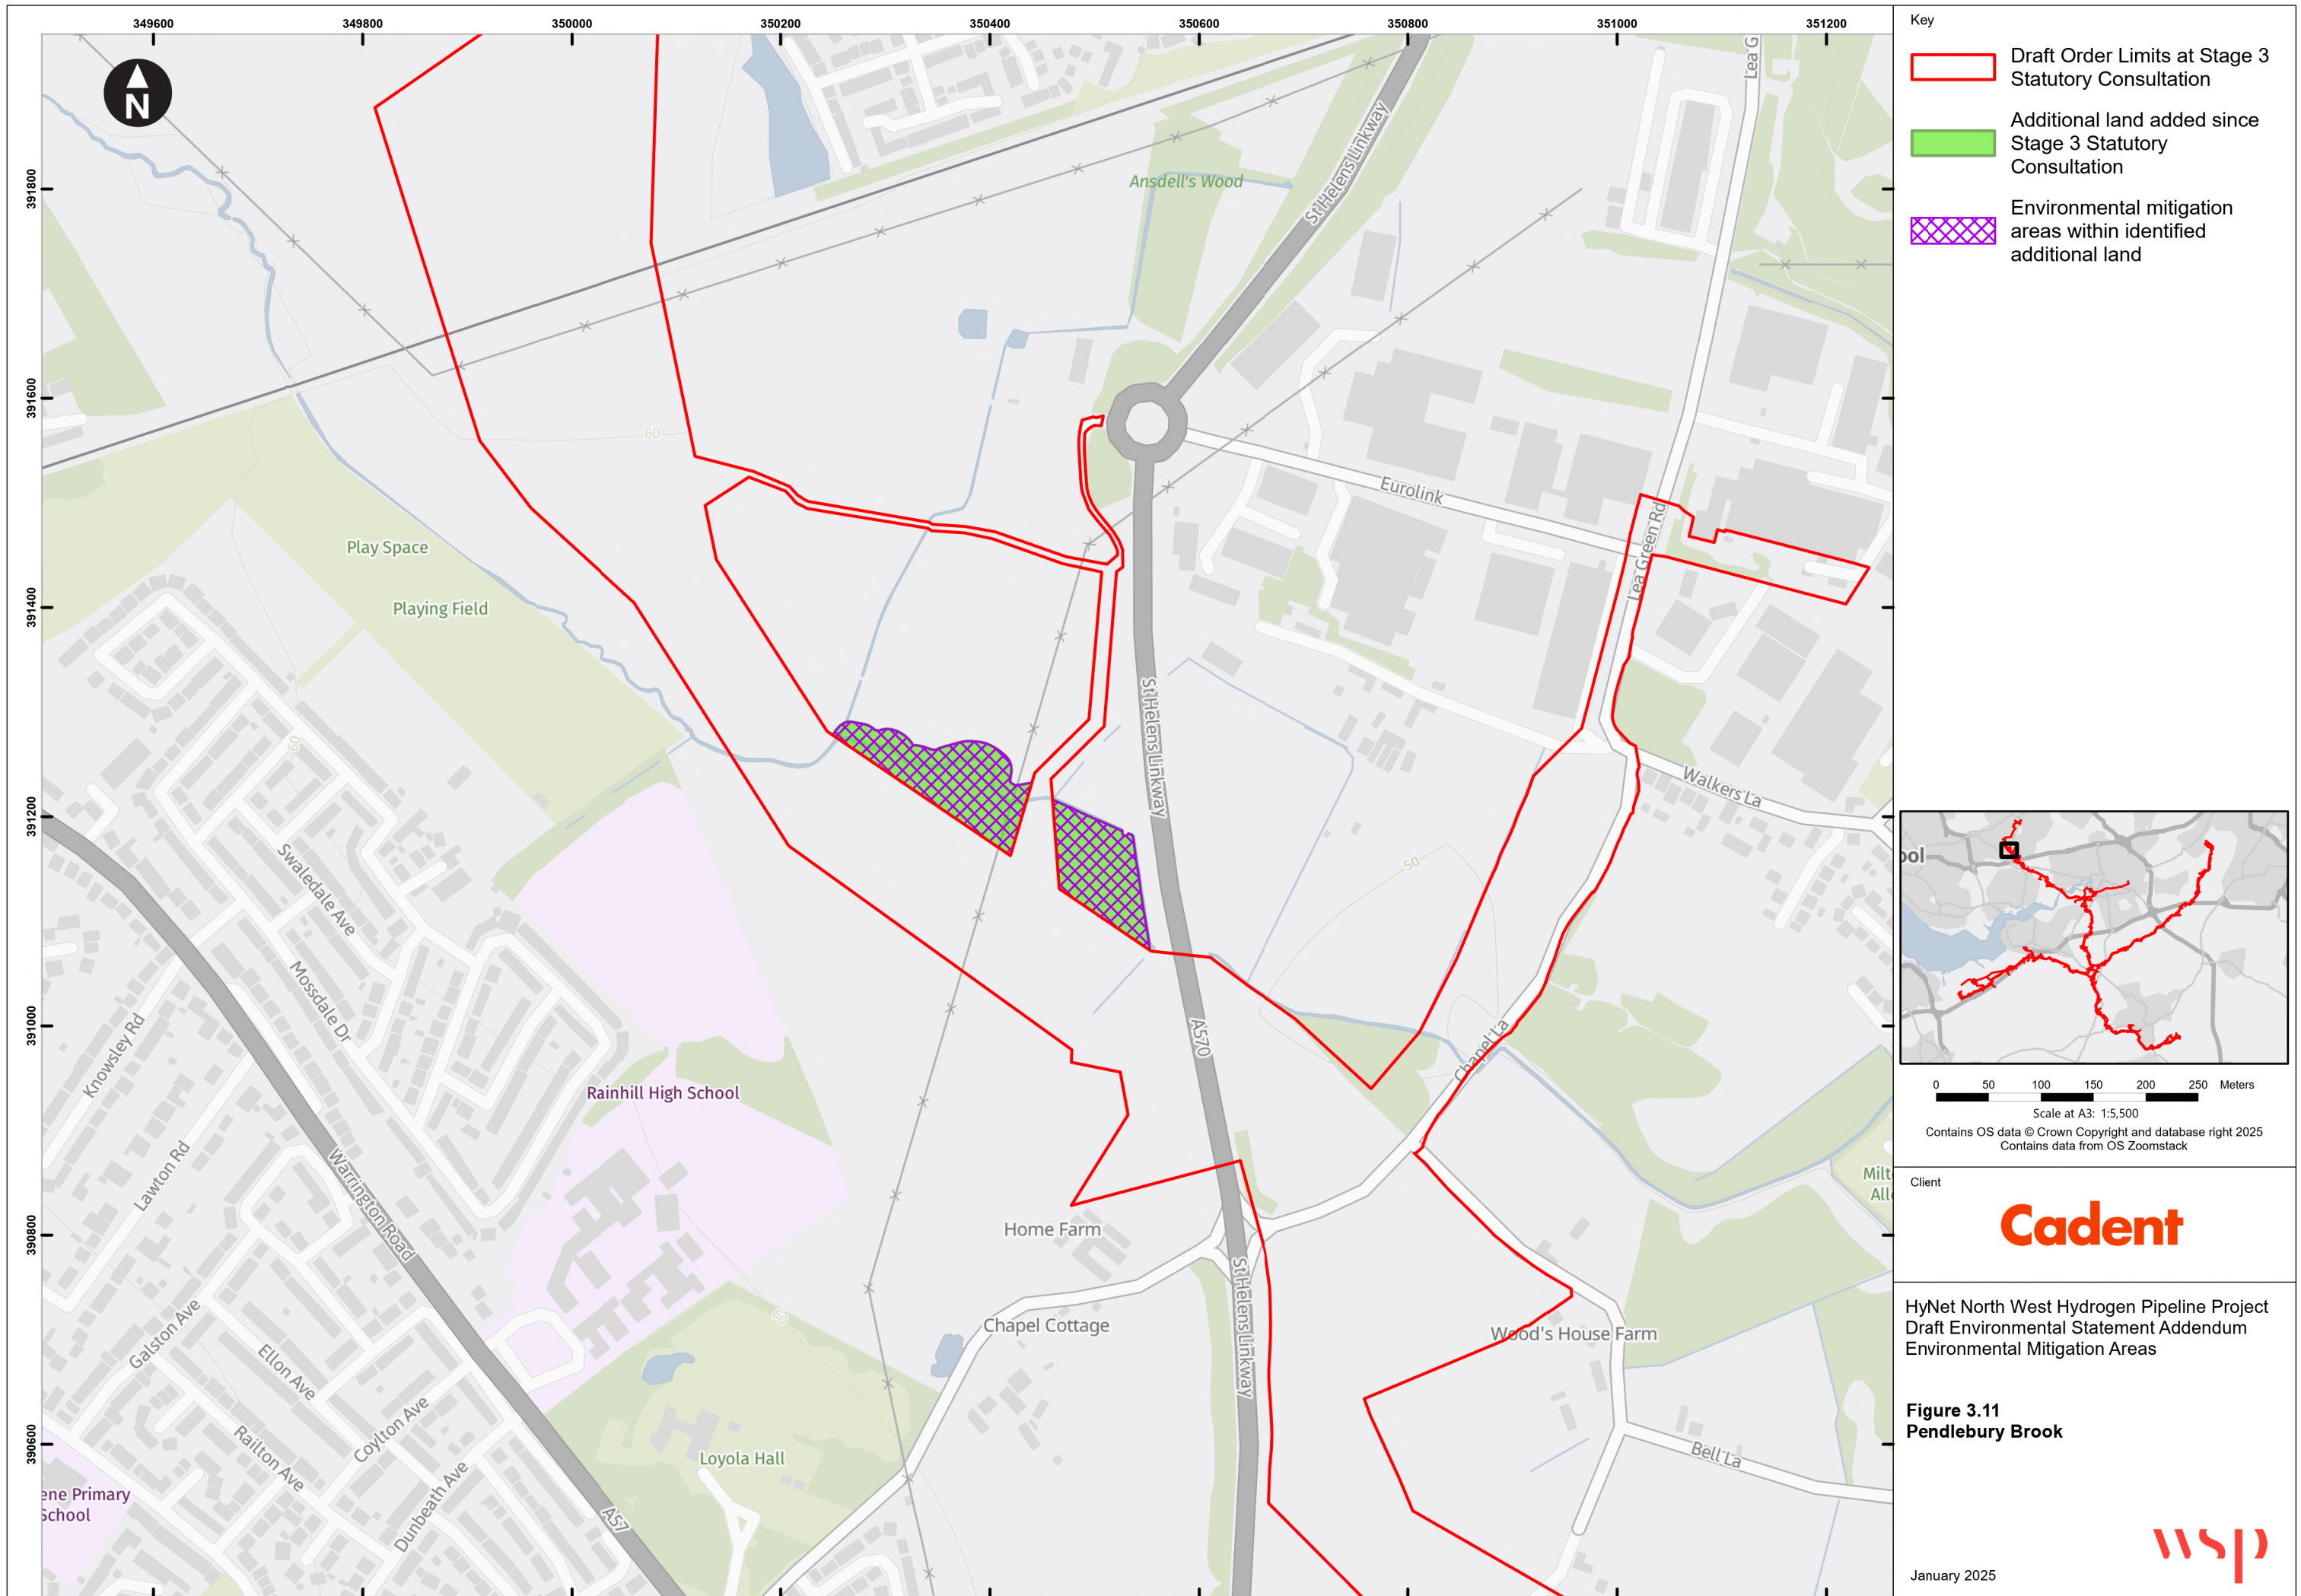 349600
349800
350000
350200
350400
350600
350800
351000
351200
391800
391600
391400
391200
391000
390800
390600
N
Lea G
Ansdell's Wood
St Helens Linkway
60
Eurolink
Lea Green Rd
Play Space
Playing Field
60
St Helens Linkway
Walkers La
50
Swaledale Ave
Mossdale Dr
Knowsley Rd
A570
Chapel La
Rainhill High School
Lawton Rd
Warrington Road
Home Farm
Milt
All
60
St Helens Linkway
Chapel Cottage
Wood's House Farm
Galston Ave
Ellon Ave
Coylton Ave
Railton Ave
Dunbeath Ave
Loyola Hall
Bell La
ene Primary
School
A57
Key
Draft Order Limits at Stage 3
Statutory Consultation
Additional land added since
Stage 3 Statutory
Consultation
Environmental mitigation
areas within identified
additional land
ool
0 50 100 150 200 250 Meters
Scale at A3: 1:5,500
Contains OS data © Crown Copyright and database right 2025
Contains data from OS Zoomstack
Client
Cadent
HyNet North West Hydrogen Pipeline Project
Draft Environmental Statement Addendum
Environmental Mitigation Areas
Figure 3.11
Pendlebury Brook
January 2025
wsp